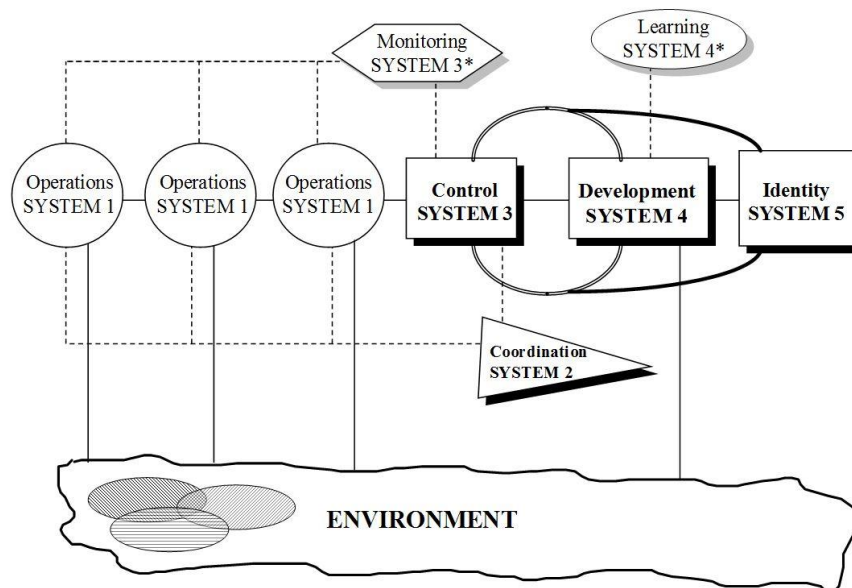 Monitoring
SYSTEM 3*
Learning
SYSTEM 4*
Operations
SYSTEM 1
Operations
SYSTEM 1
Operations
SYSTEM 1
Control
SYSTEM 3
Development
SYSTEM 4
Identity
SYSTEM 5
Coordination
SYSTEM 2
ENVIRONMENT